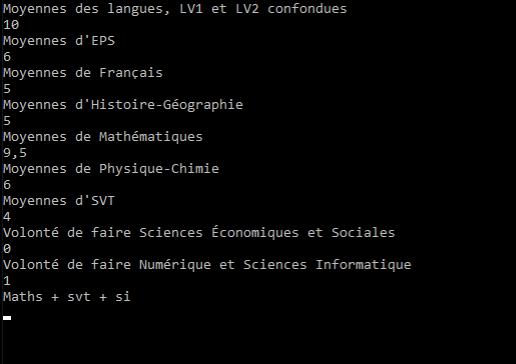 Moyennes des langues, LV1 et LV2 confondues
10
Moyennes d'EPS
6
Moyennes de Français
5
Moyennes d'Histoire-Géographie
5
Moyennes de Mathématiques
9,5
Moyennes de Physique-Chimie
6
Moyennes d'SVT
4
Volonté de faire Sciences Économiques et Sociales
0
Volonté de faire Numérique et Sciences Informatique
1
Maths + svt + si